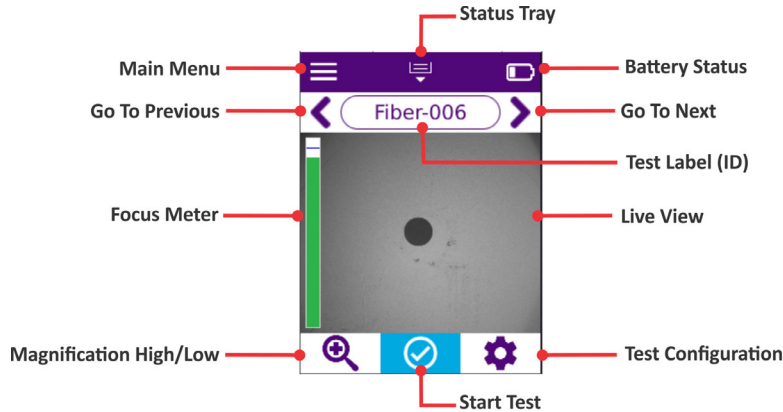 Status Tray
Main Menu
Battery Status
Go To Previous
Fiber-006
Go To Next
Test Label (ID)
Focus Meter
Live View
Magnification High/Low
Test Configuration
Start Test